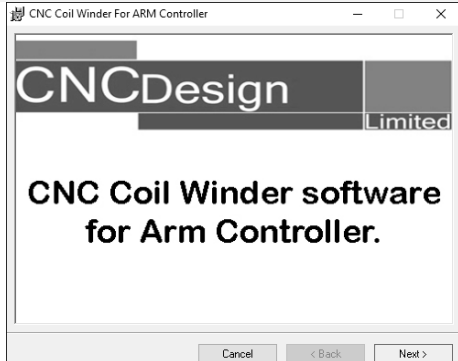 CNC Coil Winder For ARM Controller
CNCDesign
Limited
CNC Coil Winder software
for Arm Controller.
Cancel
< Back
Next >